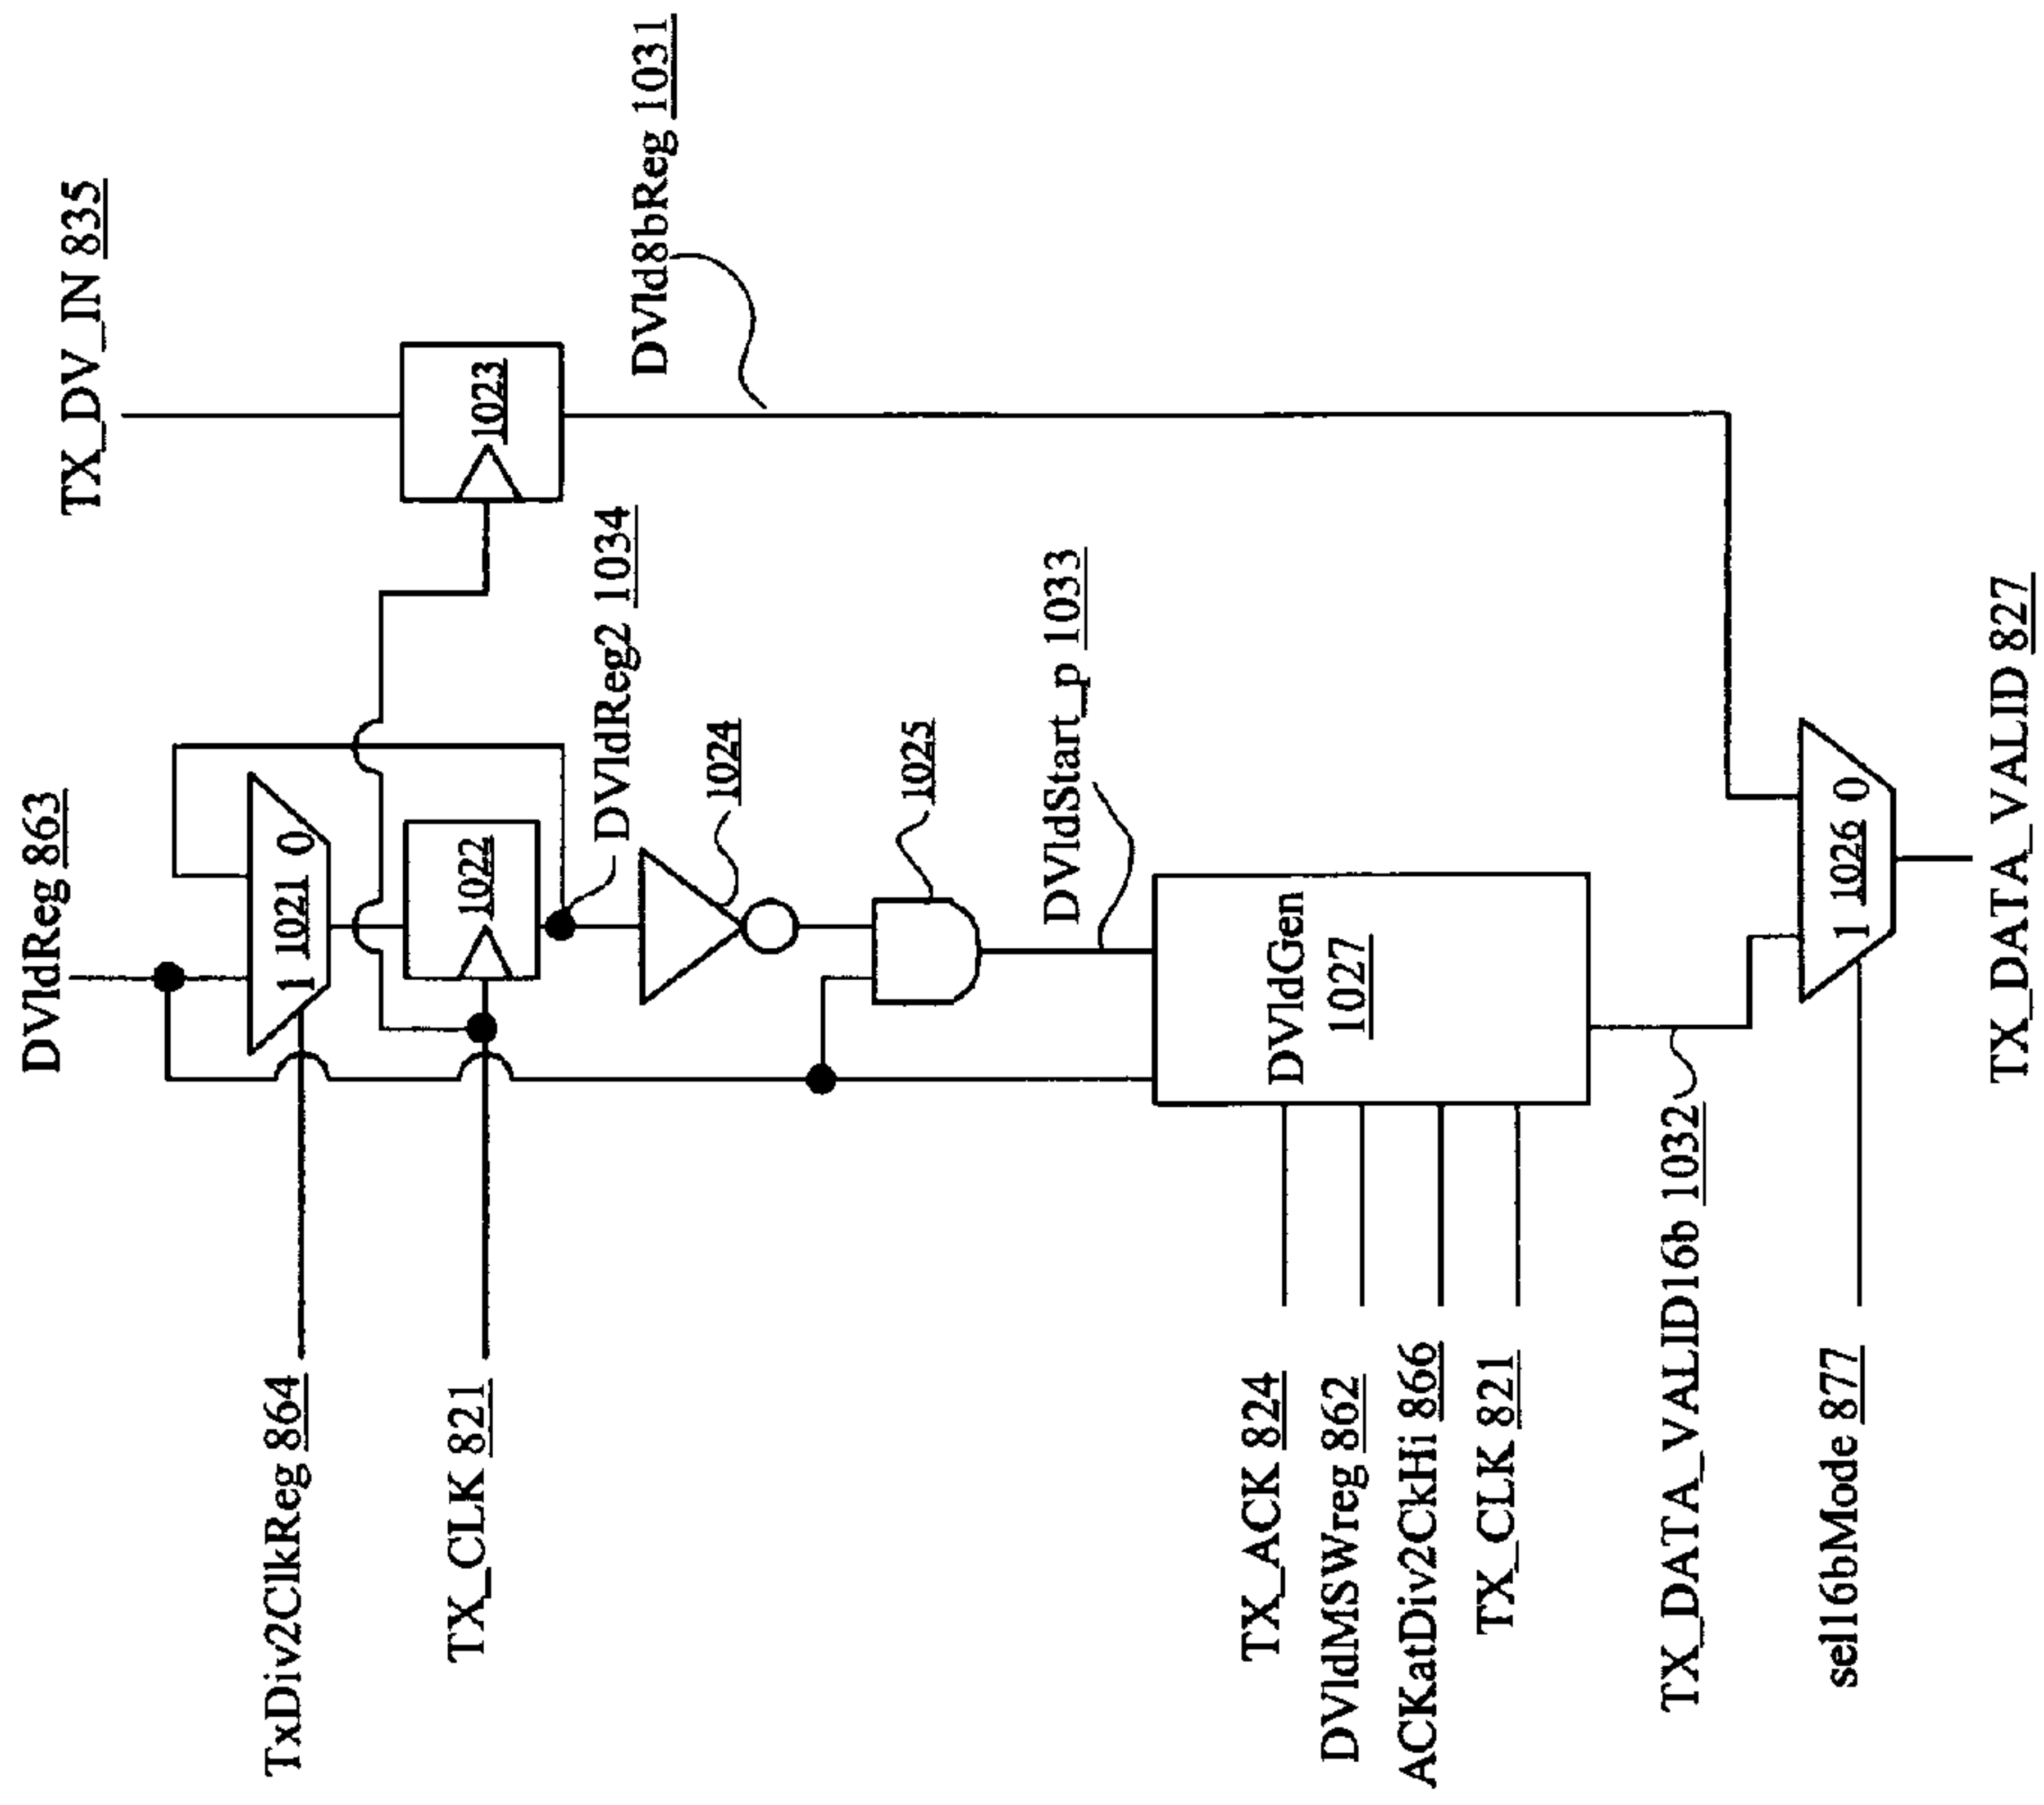 DVldReg 863
TX_DV_IN 835
1 1021 0
TxDiv2ClkReg 864
1022
1023
TX_CLK 821
DVldReg2 1034
DVld8bReg 1031
1024
1025
DVldStart_p 1033
DVldGen
1027
TX_ACK 824
DVldMSWreg 862
ACKatDiv2CkHi 866
TX_CLK 821
TX_DATA_VALID16b 1032
1 1026 0
sel16bMode 877
TX_DATA_VALID 827